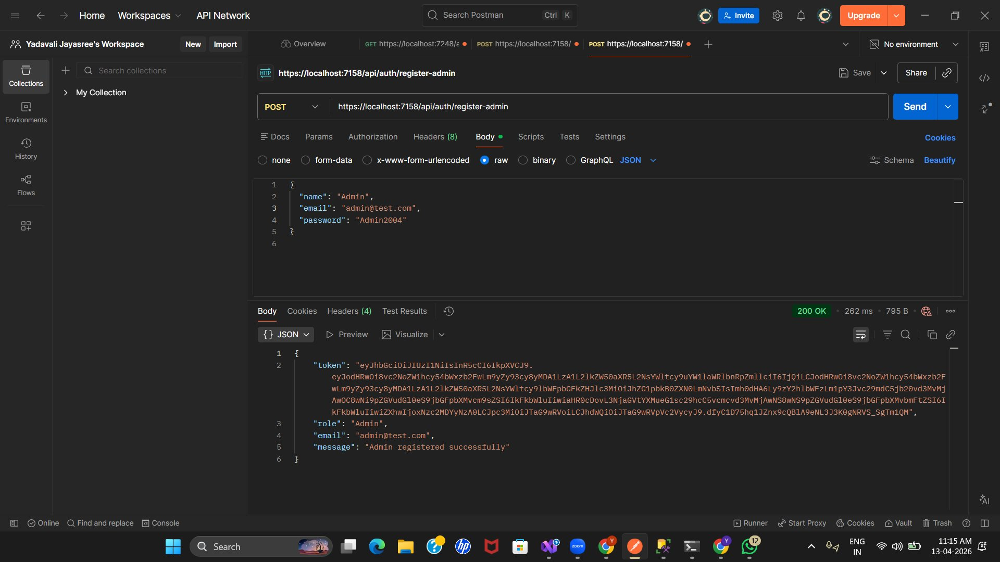 Home
Workspaces
API Network
Search Postman
Ctrl K
Invite
Upgrade
Yadavali Jayasree's Workspace
New
Import
Overview
GET https://localhost:7248/a
POST https://localhost:7158/
POST https://localhost:7158/
No environment
Collections
Environments
History
Flows
Search collections
My Collection
HTTP
https://localhost:7158/api/auth/register-admin
Save
Share
POST
https://localhost:7158/api/auth/register-admin
Send
Docs
Params
Authorization
Headers (8)
Body
Scripts
Tests
Settings
Cookies
none
form-data
x-www-form-urlencoded
raw
binary
GraphQL
JSON
Schema
Beautify
1 {
2 "name": "Admin",
3 "email": "admin@test.com",
4 "password": "Admin2004"
5 }
6
Body
Cookies
Headers (4)
Test Results
200 OK
262 ms
795 B
{} JSON
Preview
Visualize
1 {
2 "token": "eyJhbGciOiJIUzI1NiIsInR5cCI6IkpXVCJ9.
eyJodHRwOi8vc2NoZW1hcy54bWxzb2FwLm9yZy93cy8yMDA1LzA1L2lkZW50aXR5L2NsYWltcy9uYW1laWRlbnRpZmllciI6IjQiLCJodHRwOi8vc2NoZW1hcy54bWxzb2F
wLm9yZy93cy8yMDA1LzA1L2lkZW50aXR5L2NsYWltcy9lbWFpbGFkZHJlc3MiOiJhZG1pbkB0ZXN0LmNvbSIsImh0dHA6Ly9zY2hlbWFzLm1pY3Jvc29mdC5jb20vd3MvMj
AwOC8wNi9pZGVudGl0eS9jbGFpbXMvcm9sZSI6IkFkbWluIiwiaHR0cDovL3NjaGVtYXMueG1sc29hcC5vcmcvd3MvMjAwNS8wNS9pZGVudGl0eS9jbGFpbXMvbmFtZSI6I
kFkbWluIiwiZXhwIjoxNzc2MDYyNzA0LCJpc3MiOiJTaG9wRVoiLCJhdWQiOiJTaG9wRVpVc2VycyJ9.dfyC1D75hq1JZnx9cQBlA9eNL3J3K0gNRVS_SgTm1QM",
3 "role": "Admin",
4 "email": "admin@test.com",
5 "message": "Admin registered successfully"
6 }
AI
Online
Find and replace
Console
Runner
Start Proxy
Cookies
Vault
Trash
Search
hp
zoom
Y
Y
12
ENG
IN
11:15 AM
13-04-2026